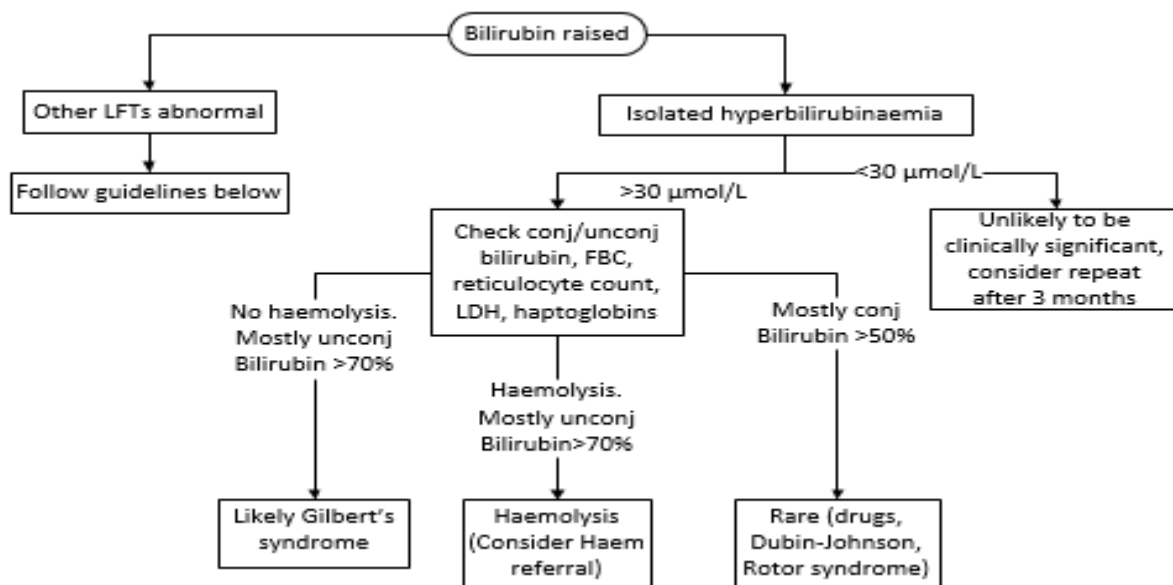 Bilirubin raised
Other LFTs abnormal
Isolated hyperbilirubinaemia
Follow guidelines below
>30 µmol/L
<30 µmol/L
Check conj/unconj
bilirubin, FBC,
reticulocyte count,
LDH, haptoglobins
Unlikely to be
clinically significant,
consider repeat
after 3 months
No haemolysis.
Mostly unconj
Bilirubin >70%
Haemolysis.
Mostly unconj
Bilirubin>70%
Mostly conj
Bilirubin >50%
Likely Gilbert's
syndrome
Haemolysis
(Consider Haem
referral)
Rare (drugs,
Dubin-Johnson,
Rotor syndrome)